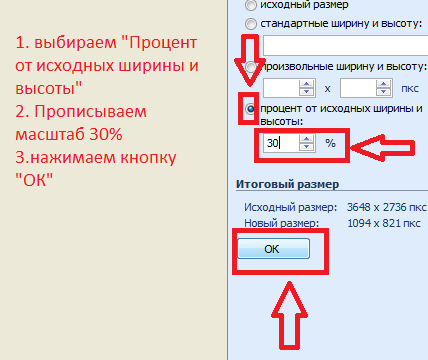 1. выбираем "Процент
от исходных ширины и
высоты"
2. Прописываем
масштаб 30%
3.нажимаем кнопку
"ОК"
исходный размер
стандартные ширину и высоту:
произвольные ширину и высоту:
x пкс
процент от исходных ширины и
высоты:
30 %
Итоговый размер
Исходный размер: 3648 x 2736 пкс
Новый размер: 1094 x 821 пкс
ОК